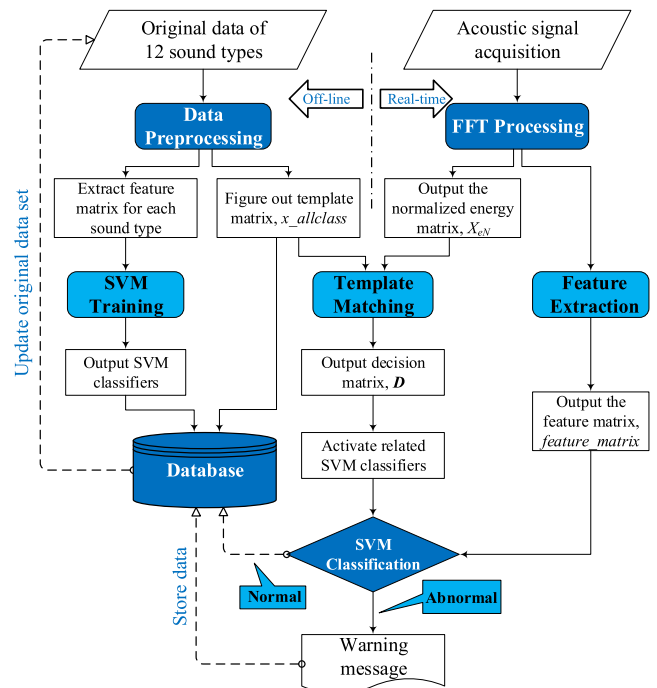 Original data of
12 sound types
Acoustic signal
acquisition
Off-line
Real-time
Data
Preprocessing
FFT Processing
Extract feature
matrix for each
sound type
Figure out template
matrix, x_allclass
Output the
normalized energy
matrix, XeN
SVM
Training
Template
Matching
Feature
Extraction
Update original data set
Output SVM
classifiers
Output decision
matrix, D
Output the
feature matrix,
feature_matrix
Database
Activate related
SVM classifiers
SVM
Classification
Normal
Abnormal
Store data
Warning
message